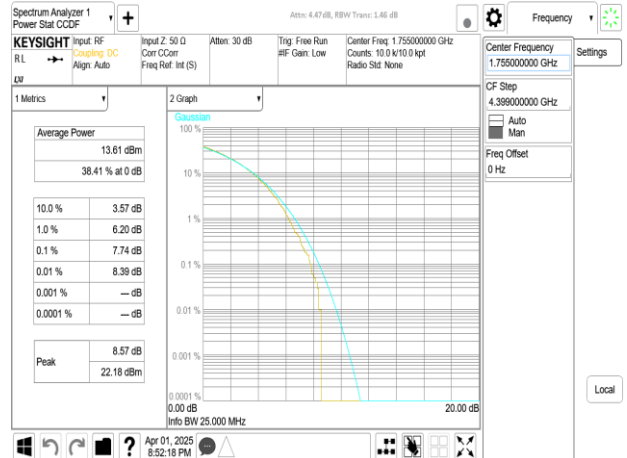 Spectrum Analyzer 1
Power Stat CCDF
+
Attn: 4.47dB, RBW Trans: 1.46 dB
Frequency
KEYSIGHT
RL
LXI
Input: RF
Coupling: DC
Align: Auto
Input Z: 50 Ω
Corr CCorr
Freq Ref: Int (S)
Atten: 30 dB
Trig: Free Run
#IF Gain: Low
Center Freq: 1.755000000 GHz
Counts: 10.0 k/10.0 kpt
Radio Std: None
Center Frequency
1.755000000 GHz
Settings
CF Step
4.399000000 GHz
Auto
Man
Freq Offset
0 Hz
1 Metrics
Average Power
13.61 dBm
38.41 % at 0 dB
10.0 % 3.57 dB
1.0 % 6.20 dB
0.1 % 7.74 dB
0.01 % 8.39 dB
0.001 % --- dB
0.0001 % --- dB
Peak
8.57 dB
22.18 dBm
2 Graph
Gaussian
100 %
10 %
1 %
0.1 %
0.01 %
0.001 %
0.0001 %
0.00 dB 20.00 dB
Info BW 25.000 MHz
Local
?
Apr 01, 2025
8:52:18 PM